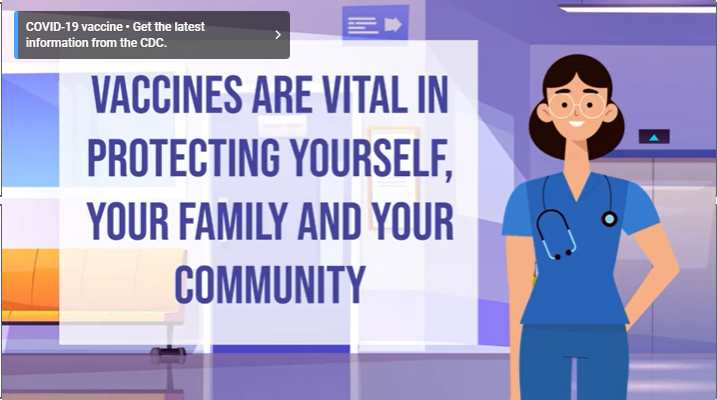 COVID-19 vaccine • Get the latest
information from the CDC.
VACCINES ARE VITAL IN
PROTECTING YOURSELF,
YOUR FAMILY AND YOUR
COMMUNITY